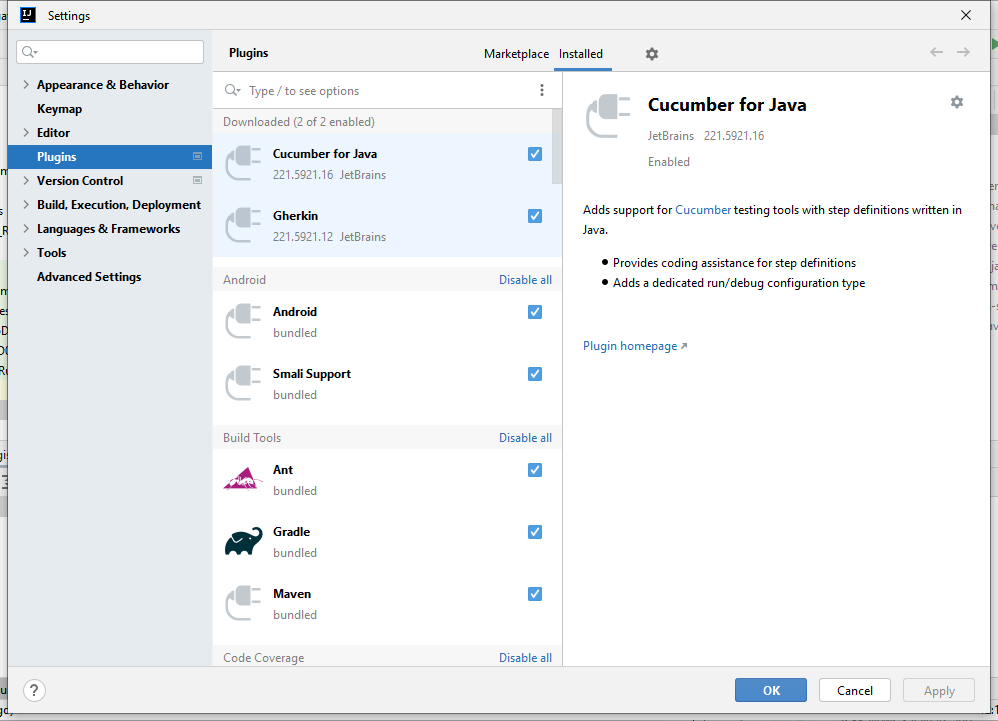 Settings
Appearance & Behavior
Keymap
Editor
Plugins
Version Control
Build, Execution, Deployment
Languages & Frameworks
Tools
Advanced Settings
Plugins
Marketplace Installed
Type / to see options
Downloaded (2 of 2 enabled)
Cucumber for Java
221.5921.16 JetBrains
Gherkin
221.5921.12 JetBrains
Android Disable all
Android
bundled
Smali Support
bundled
Build Tools Disable all
Ant
bundled
Gradle
bundled
Maven
bundled
Code Coverage Disable all
Cucumber for Java
JetBrains 221.5921.16
Enabled
Adds support for Cucumber testing tools with step definitions written in
Java.
● Provides coding assistance for step definitions
● Adds a dedicated run/debug configuration type
Plugin homepage ↗
?
OK Cancel Apply